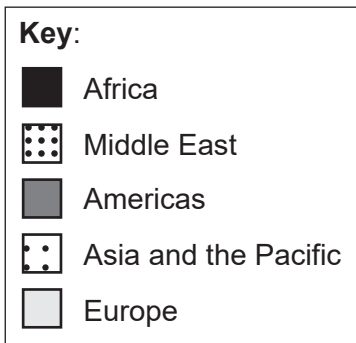 Key:
Africa
Middle East
Americas
Asia and the Pacific
Europe